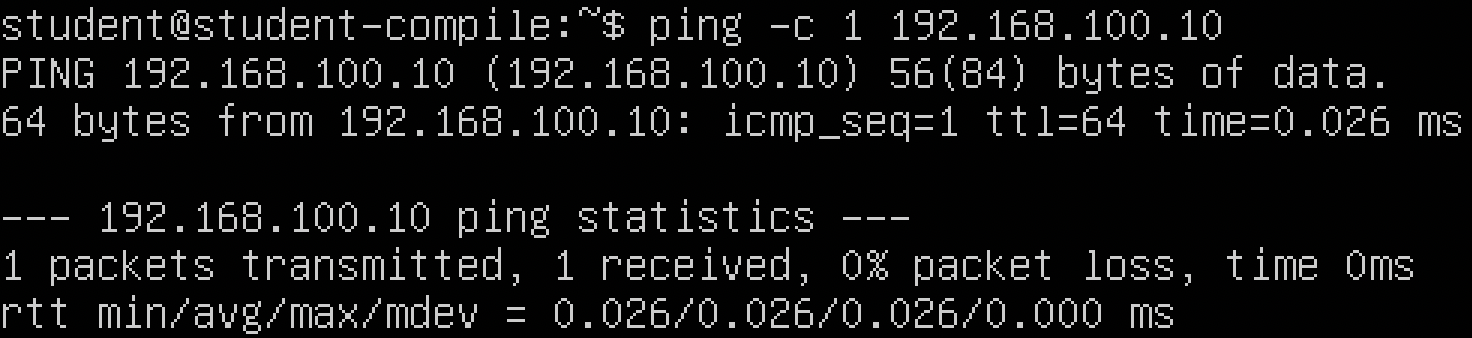 student@student-compile:~$ ping -c 1 192.168.100.10
PING 192.168.100.10 (192.168.100.10) 56(84) bytes of data.
64 bytes from 192.168.100.10: icmp_seq=1 ttl=64 time=0.026 ms
--- 192.168.100.10 ping statistics ---
1 packets transmitted, 1 received, 0% packet loss, time 0ms
rtt min/avg/max/mdev = 0.026/0.026/0.026/0.000 ms